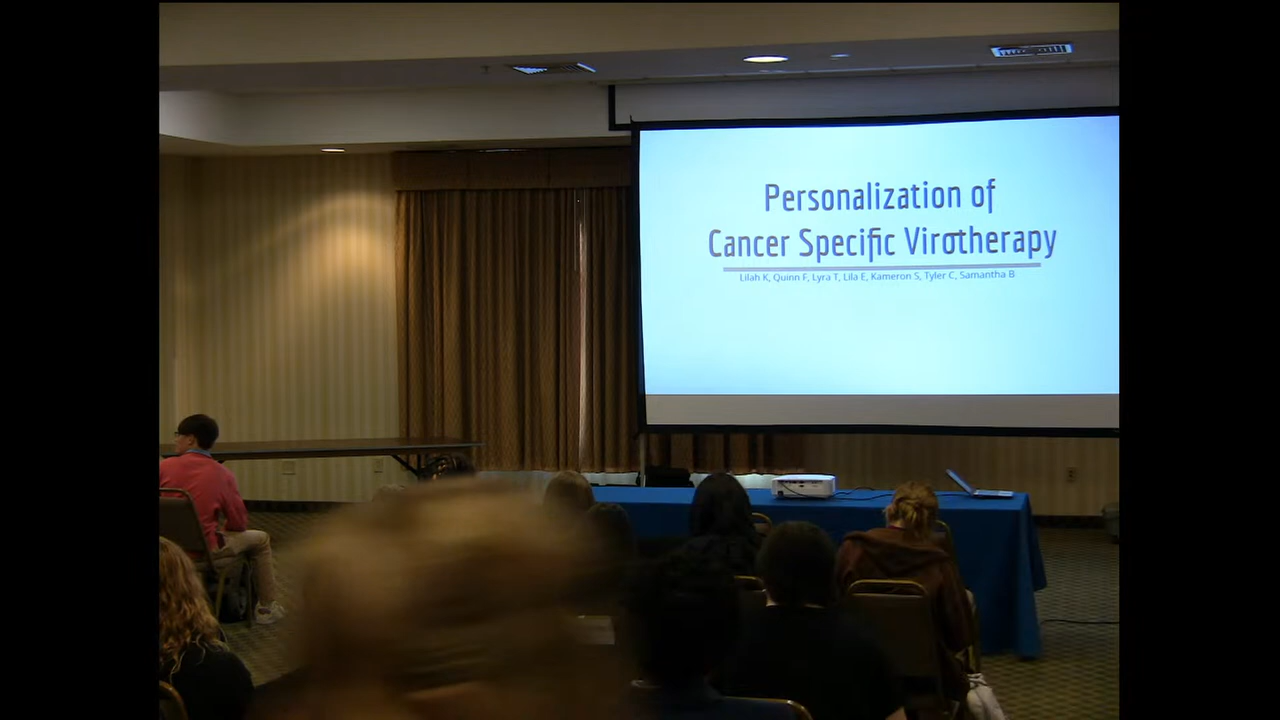 Personalization of
Cancer Specific Virotherapy
Lilah K, Quinn F, Lyra T, Lila E, Kameron S, Tyler C, Samantha B